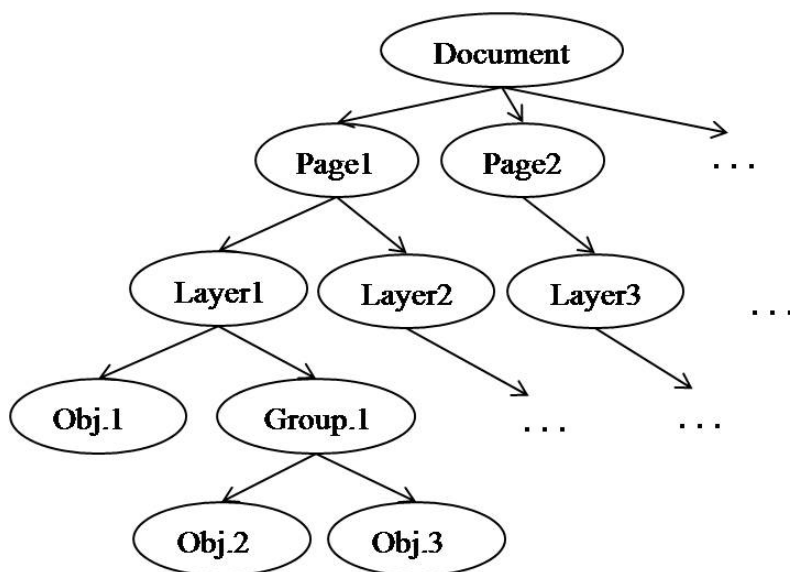 Document
Page1
Page2
. . .
Layer1
Layer2
Layer3
. . .
Obj.1
Group.1
. . .
. . .
Obj.2
Obj.3